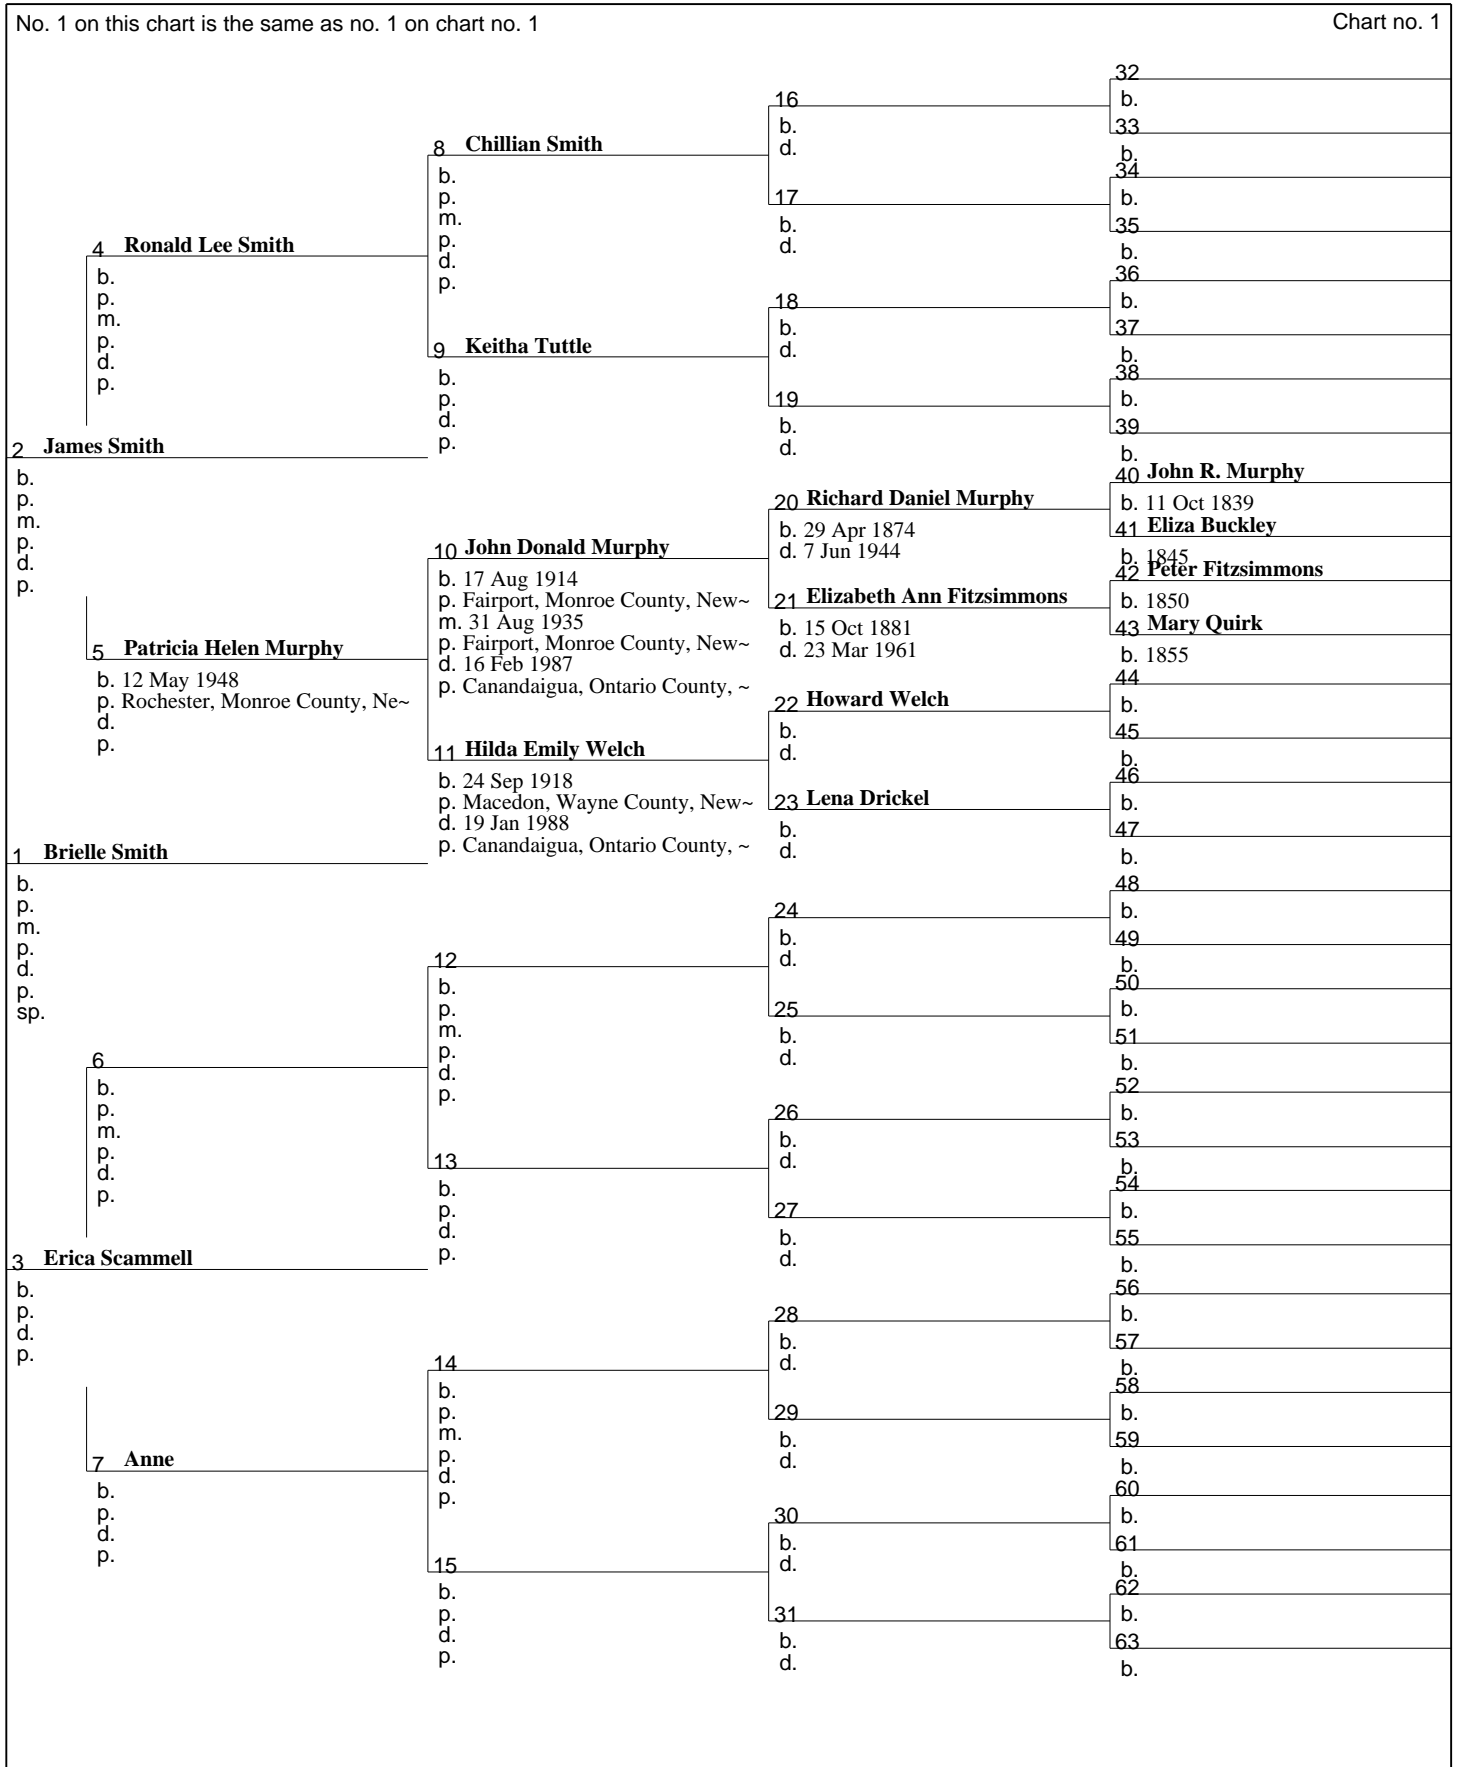 No. 1 on this chart is the same as no. 1 on chart no. 1
Chart no. 1
1 Brielle Smith
b.
p.
m.
p.
d.
p.
sp.
2 James Smith
b.
p.
m.
p.
d.
p.
3 Erica Scammell
b.
p.
d.
p.
4 Ronald Lee Smith
b.
p.
m.
p.
d.
p.
5 Patricia Helen Murphy
b. 12 May 1948
p. Rochester, Monroe County, Ne~
d.
p.
6
b.
p.
m.
p.
d.
p.
7 Anne
b.
p.
d.
p.
8 Chillian Smith
b.
p.
m.
p.
d.
p.
9 Keitha Tuttle
b.
p.
d.
p.
10 John Donald Murphy
b. 17 Aug 1914
p. Fairport, Monroe County, New~
m. 31 Aug 1935
p. Fairport, Monroe County, New~
d. 16 Feb 1987
p. Canandaigua, Ontario County, ~
11 Hilda Emily Welch
b. 24 Sep 1918
p. Macedon, Wayne County, New~
d. 19 Jan 1988
p. Canandaigua, Ontario County, ~
12
b.
p.
m.
p.
d.
p.
13
b.
p.
d.
p.
14
b.
p.
m.
p.
d.
p.
15
b.
p.
d.
p.
16
b.
d.
17
b.
d.
18
b.
d.
19
b.
d.
20 Richard Daniel Murphy
b. 29 Apr 1874
d. 7 Jun 1944
21 Elizabeth Ann Fitzsimmons
b. 15 Oct 1881
d. 23 Mar 1961
22 Howard Welch
b.
d.
23 Lena Drickel
b.
d.
24
b.
d.
25
b.
d.
26
b.
d.
27
b.
d.
28
b.
d.
29
b.
d.
30
b.
d.
31
b.
d.
32
b.
33
b.
34
b.
35
b.
36
b.
37
b.
38
b.
39
b.
40 John R. Murphy
b. 11 Oct 1839
41 Eliza Buckley
b. 1845
42 Peter Fitzsimmons
b. 1850
43 Mary Quirk
b. 1855
44
b.
45
b.
46
b.
47
b.
48
b.
49
b.
50
b.
51
b.
52
b.
53
b.
54
b.
55
b.
56
b.
57
b.
58
b.
59
b.
60
b.
61
b.
62
b.
63
b.